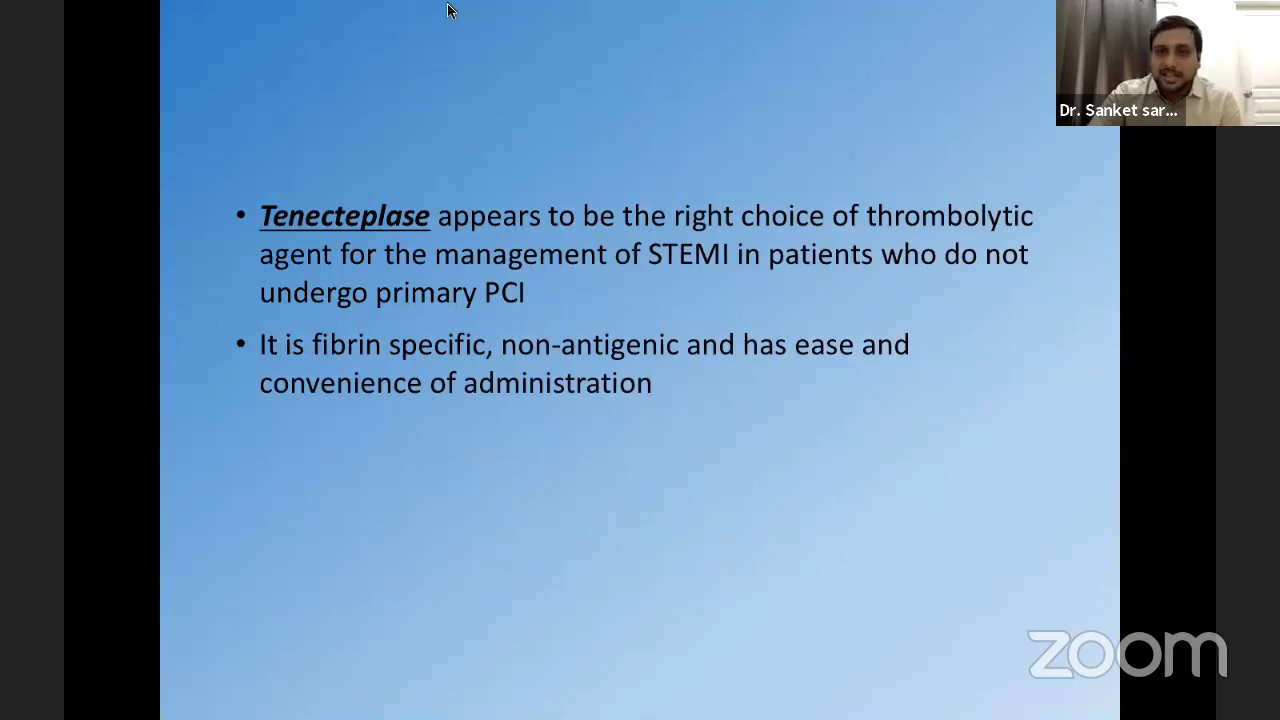 Dr. Sanket sar...
• Tenecteplase appears to be the right choice of thrombolytic
agent for the management of STEMI in patients who do not
undergo primary PCI
• It is fibrin specific, non-antigenic and has ease and
convenience of administration
zoom